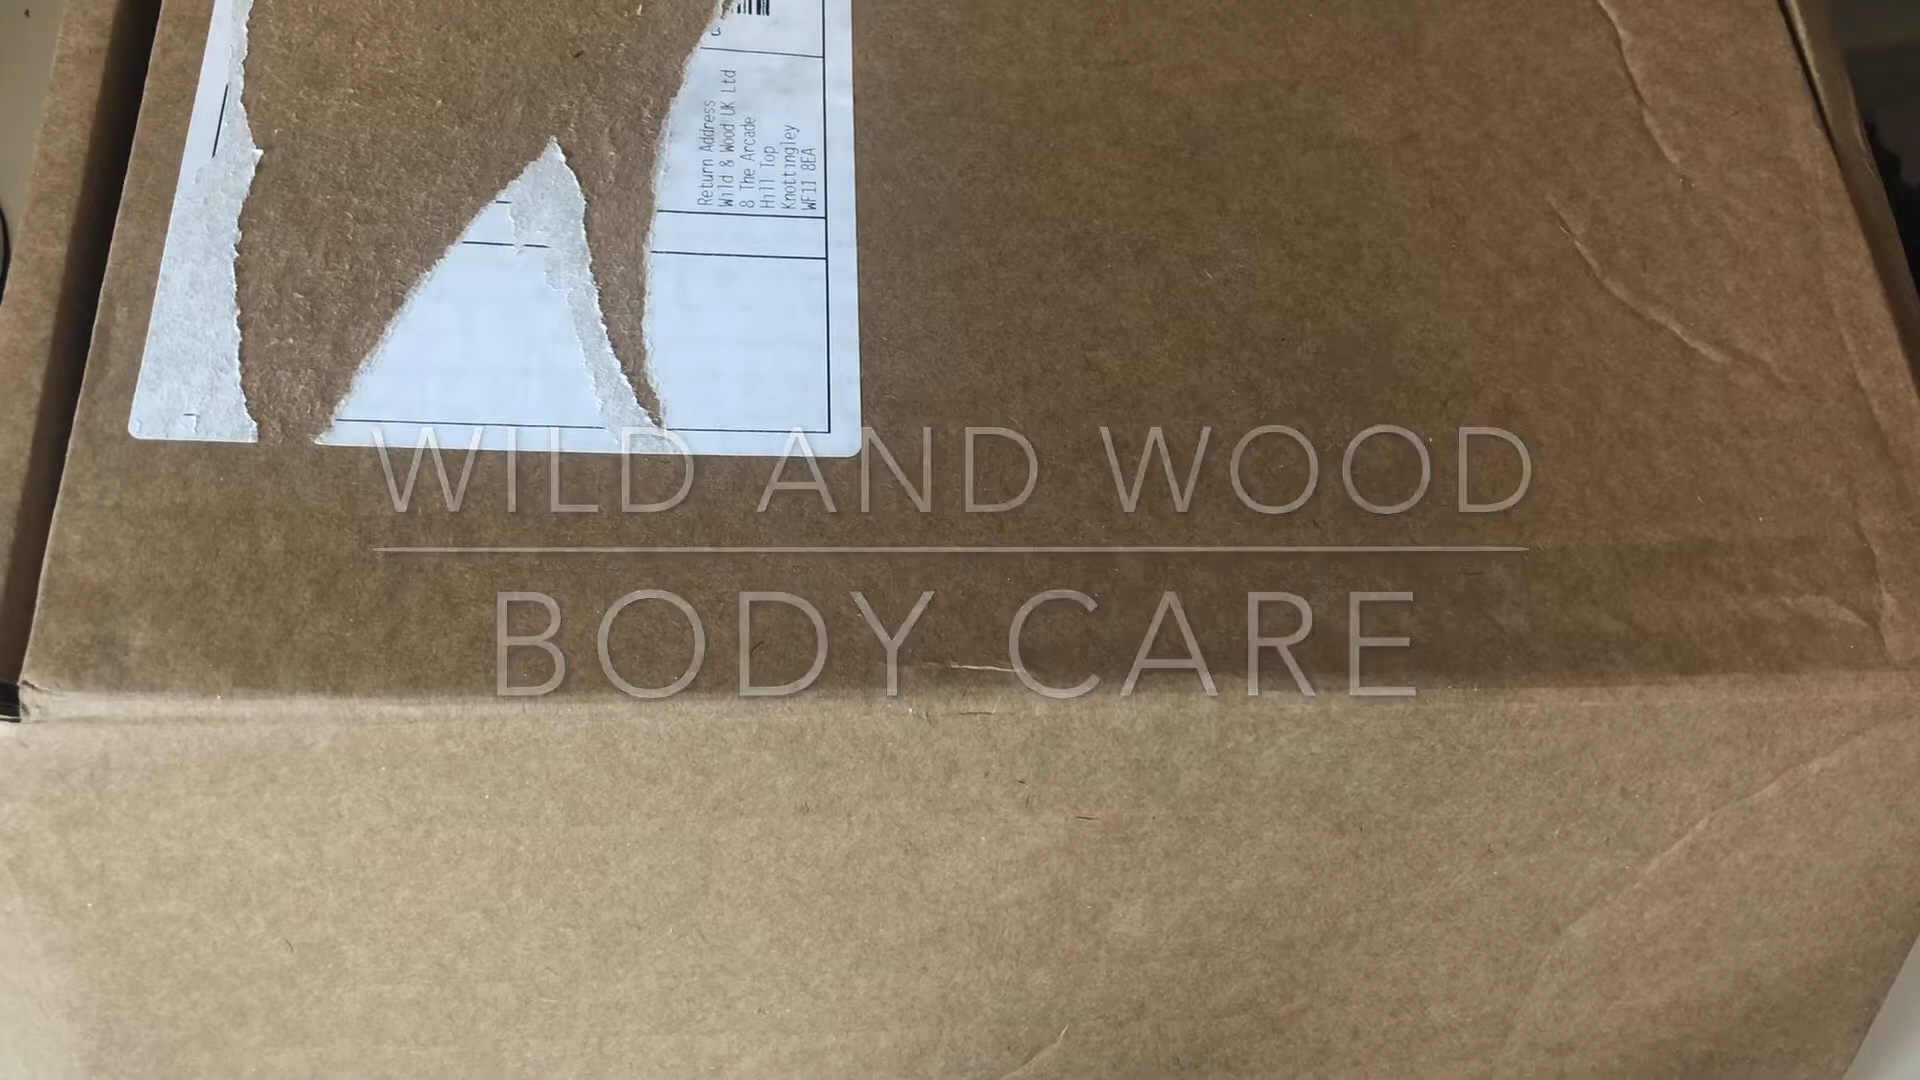 Return Address
Wild & Wood UK Ltd
8 The Arcade
Hill Top
Knottingley
WF11 8EA
WILD AND WOOD
BODY CARE